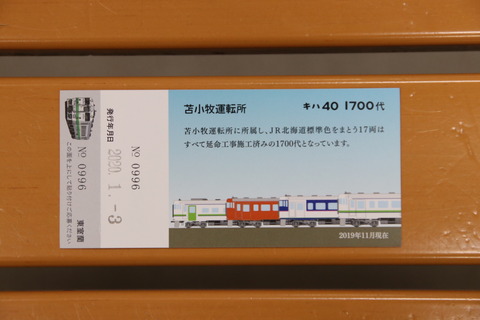 苫小牧運転所
キハ 40 1700代
苫小牧運転所に所属し、JR北海道標準色をまとう17両は
すべて延命工事施工済みの1700代となっています。
2019年11月現在
発行年月日
2020.1.-3
№ 0996
№ 0996
東室蘭